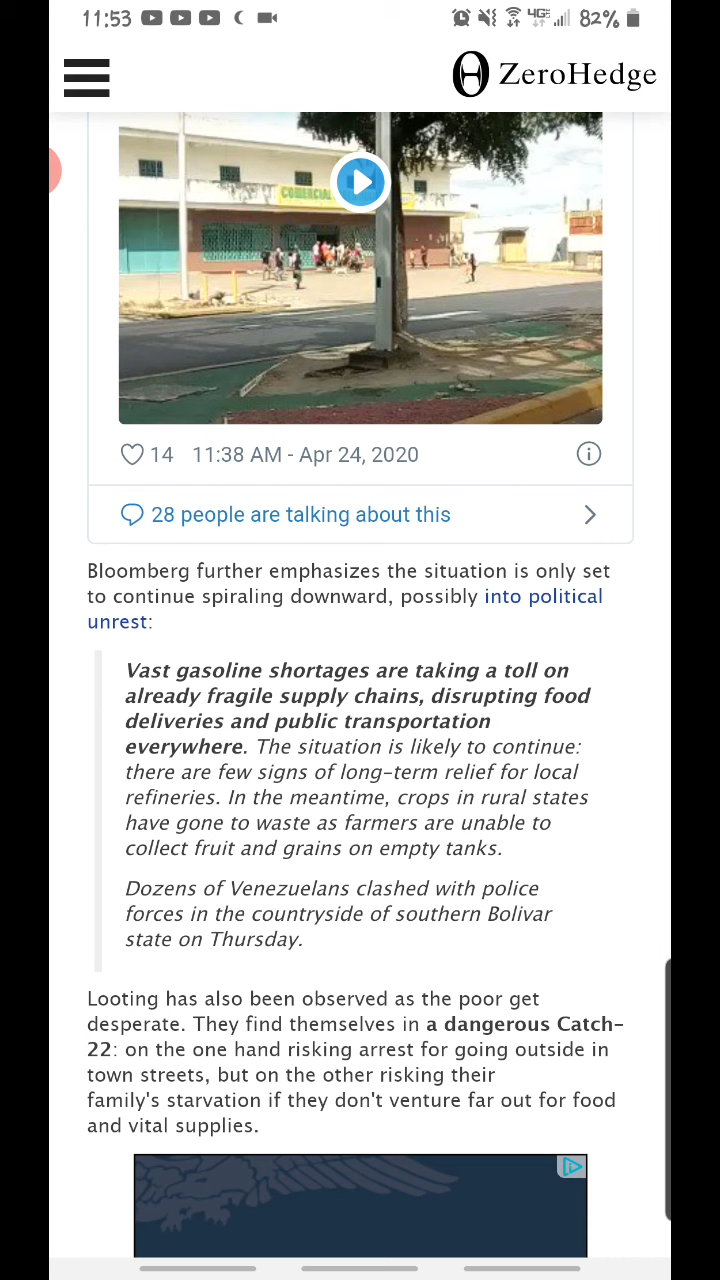 11:53 4GE 82%
ZeroHedge
COMERCIAL
14 11:38 AM - Apr 24, 2020
28 people are talking about this
Bloomberg further emphasizes the situation is only set
to continue spiraling downward, possibly into political
unrest:
Vast gasoline shortages are taking a toll on
already fragile supply chains, disrupting food
deliveries and public transportation
everywhere. The situation is likely to continue:
there are few signs of long-term relief for local
refineries. In the meantime, crops in rural states
have gone to waste as farmers are unable to
collect fruit and grains on empty tanks.
Dozens of Venezuelans clashed with police
forces in the countryside of southern Bolivar
state on Thursday.
Looting has also been observed as the poor get
desperate. They find themselves in a dangerous Catch-
22: on the one hand risking arrest for going outside in
town streets, but on the other risking their
family's starvation if they don't venture far out for food
and vital supplies.